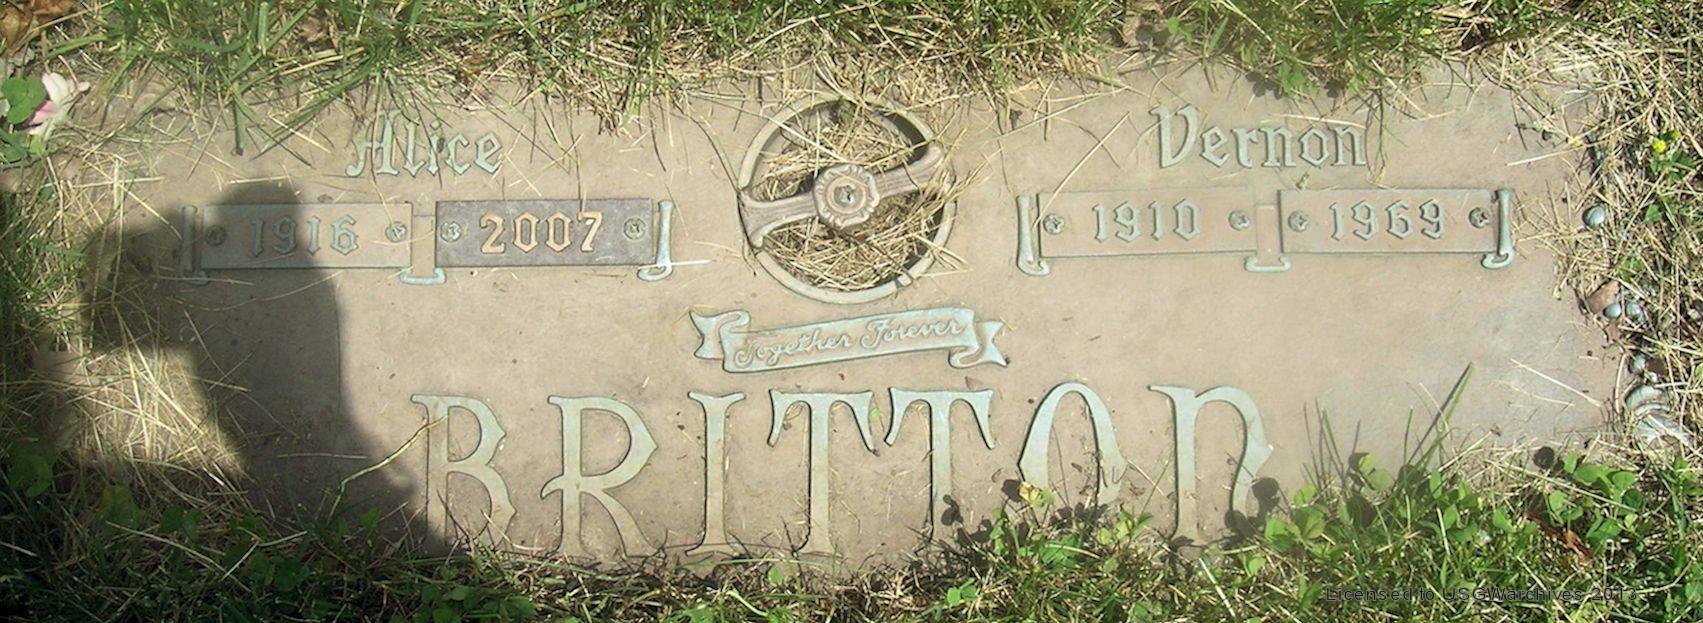 Alice
1916 2007
Vernon
1910 1969
Together Forever
BRITTON
Licensed to USGWarchives 2013